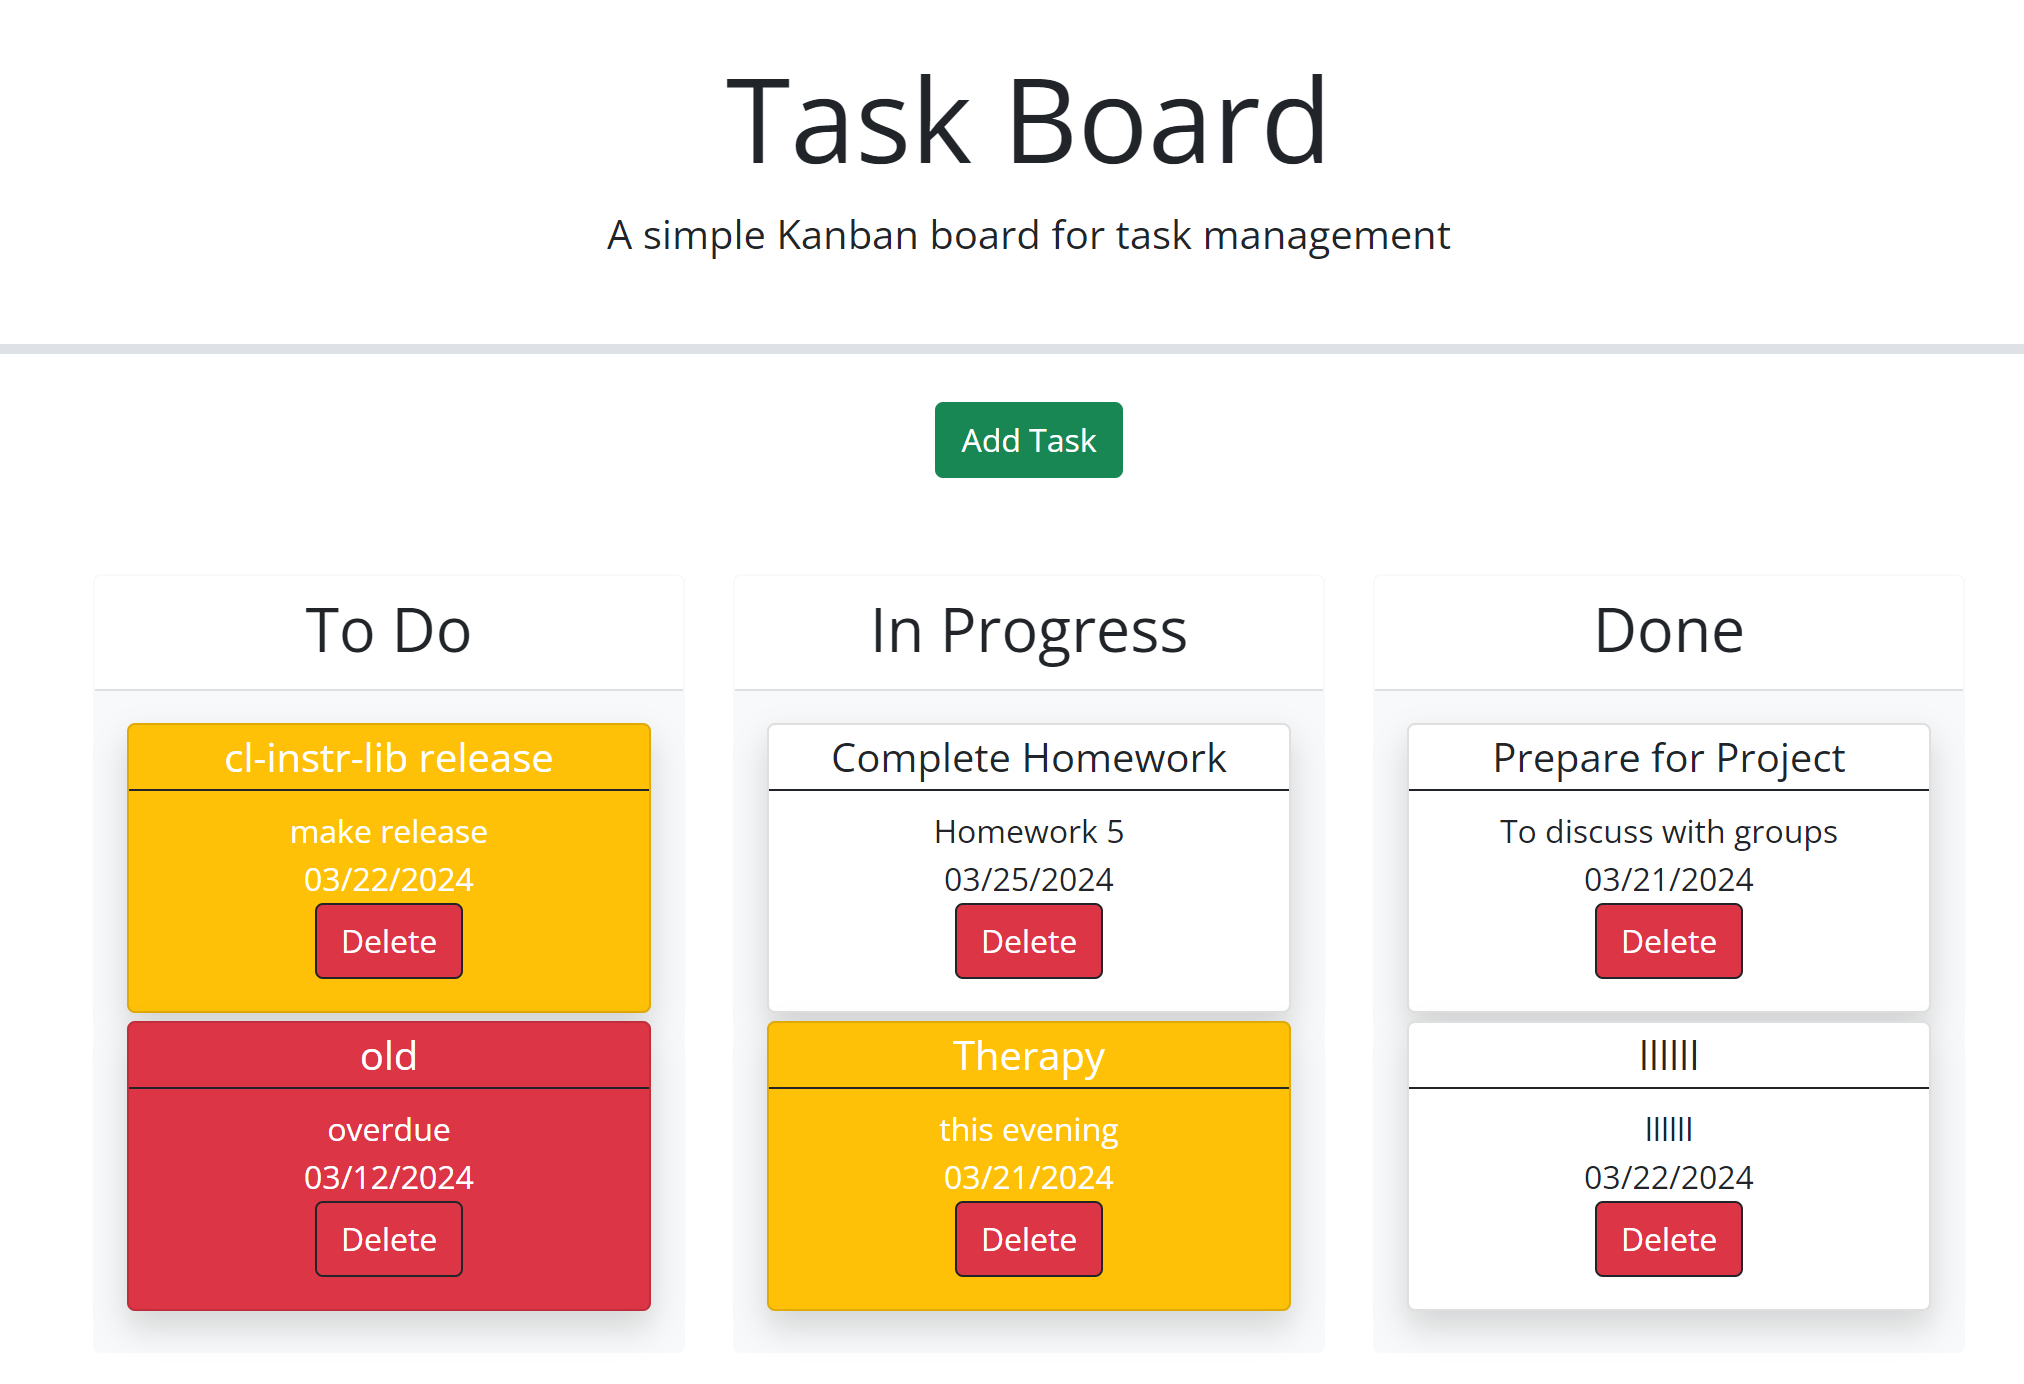 Task Board
A simple Kanban board for task management
Add Task
To Do
cl-instr-lib release
make release
03/22/2024
Delete
old
overdue
03/12/2024
Delete
In Progress
Complete Homework
Homework 5
03/25/2024
Delete
Therapy
this evening
03/21/2024
Delete
Done
Prepare for Project
To discuss with groups
03/21/2024
Delete
llllll
llllll
03/22/2024
Delete